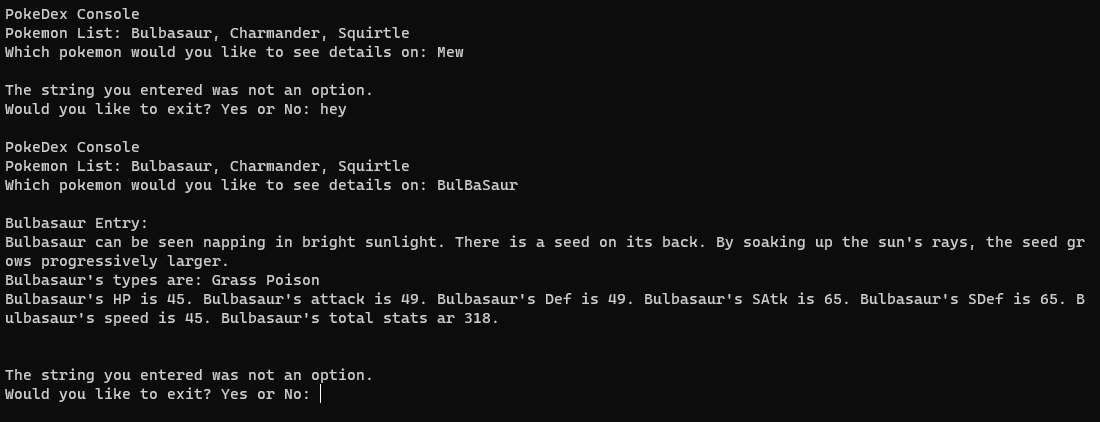 PokeDex Console
Pokemon List: Bulbasaur, Charmander, Squirtle
Which pokemon would you like to see details on: Mew
The string you entered was not an option.
Would you like to exit? Yes or No: hey
PokeDex Console
Pokemon List: Bulbasaur, Charmander, Squirtle
Which pokemon would you like to see details on: BulBaSaur
Bulbasaur Entry:
Bulbasaur can be seen napping in bright sunlight. There is a seed on its back. By soaking up the sun's rays, the seed gr
ows progressively larger.
Bulbasaur's types are: Grass Poison
Bulbasaur's HP is 45. Bulbasaur's attack is 49. Bulbasaur's Def is 49. Bulbasaur's SAtk is 65. Bulbasaur's SDef is 65. B
ulbasaur's speed is 45. Bulbasaur's total stats ar 318.
The string you entered was not an option.
Would you like to exit? Yes or No: